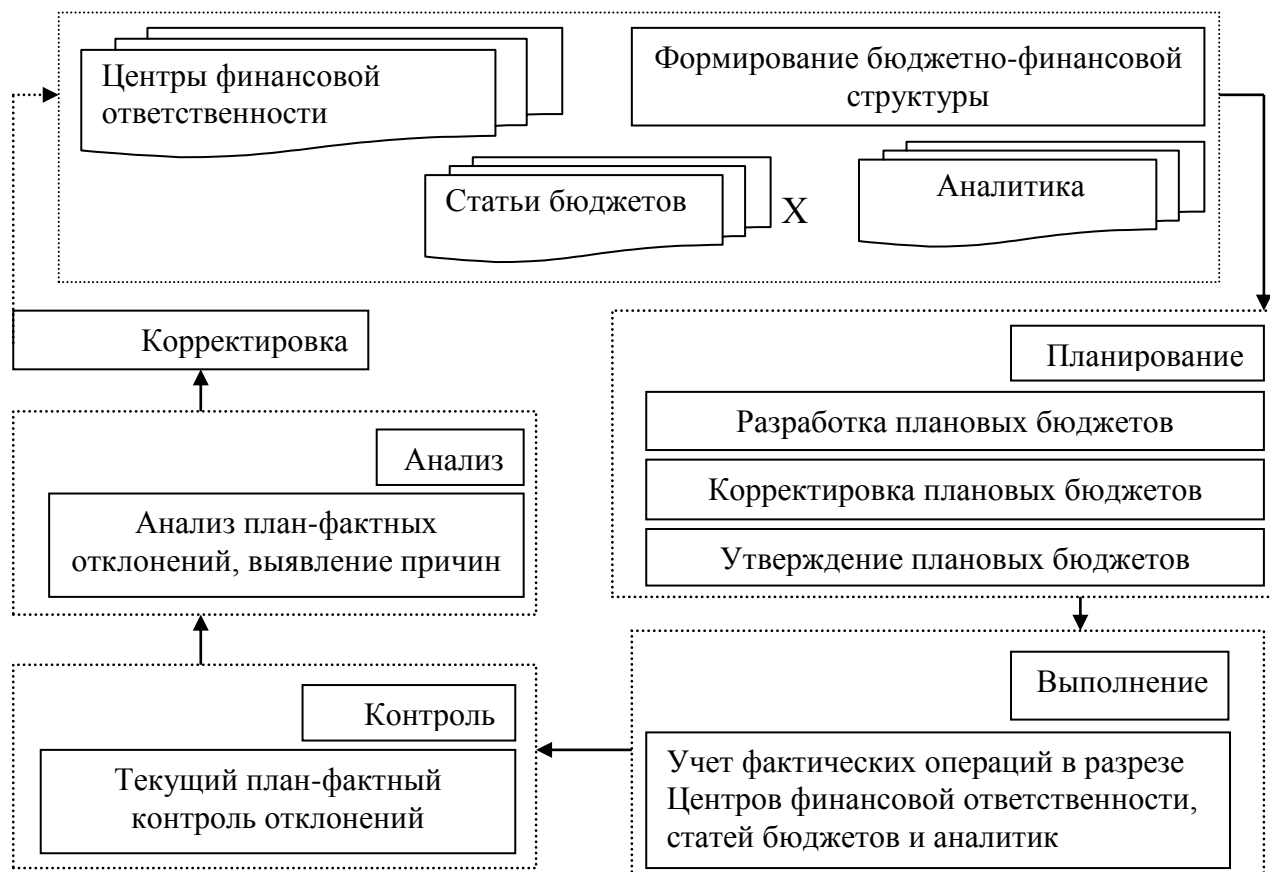 Центры финансовой
ответственности
Формирование бюджетно-финансовой
структуры
Статьи бюджетов
X
Аналитика
Корректировка
Планирование
Разработка плановых бюджетов
Корректировка плановых бюджетов
Утверждение плановых бюджетов
Анализ
Анализ план-фактных
отклонений, выявление причин
Выполнение
Учет фактических операций в разрезе
Центров финансовой ответственности,
статей бюджетов и аналитик
Контроль
Текущий план-фактный
контроль отклонений